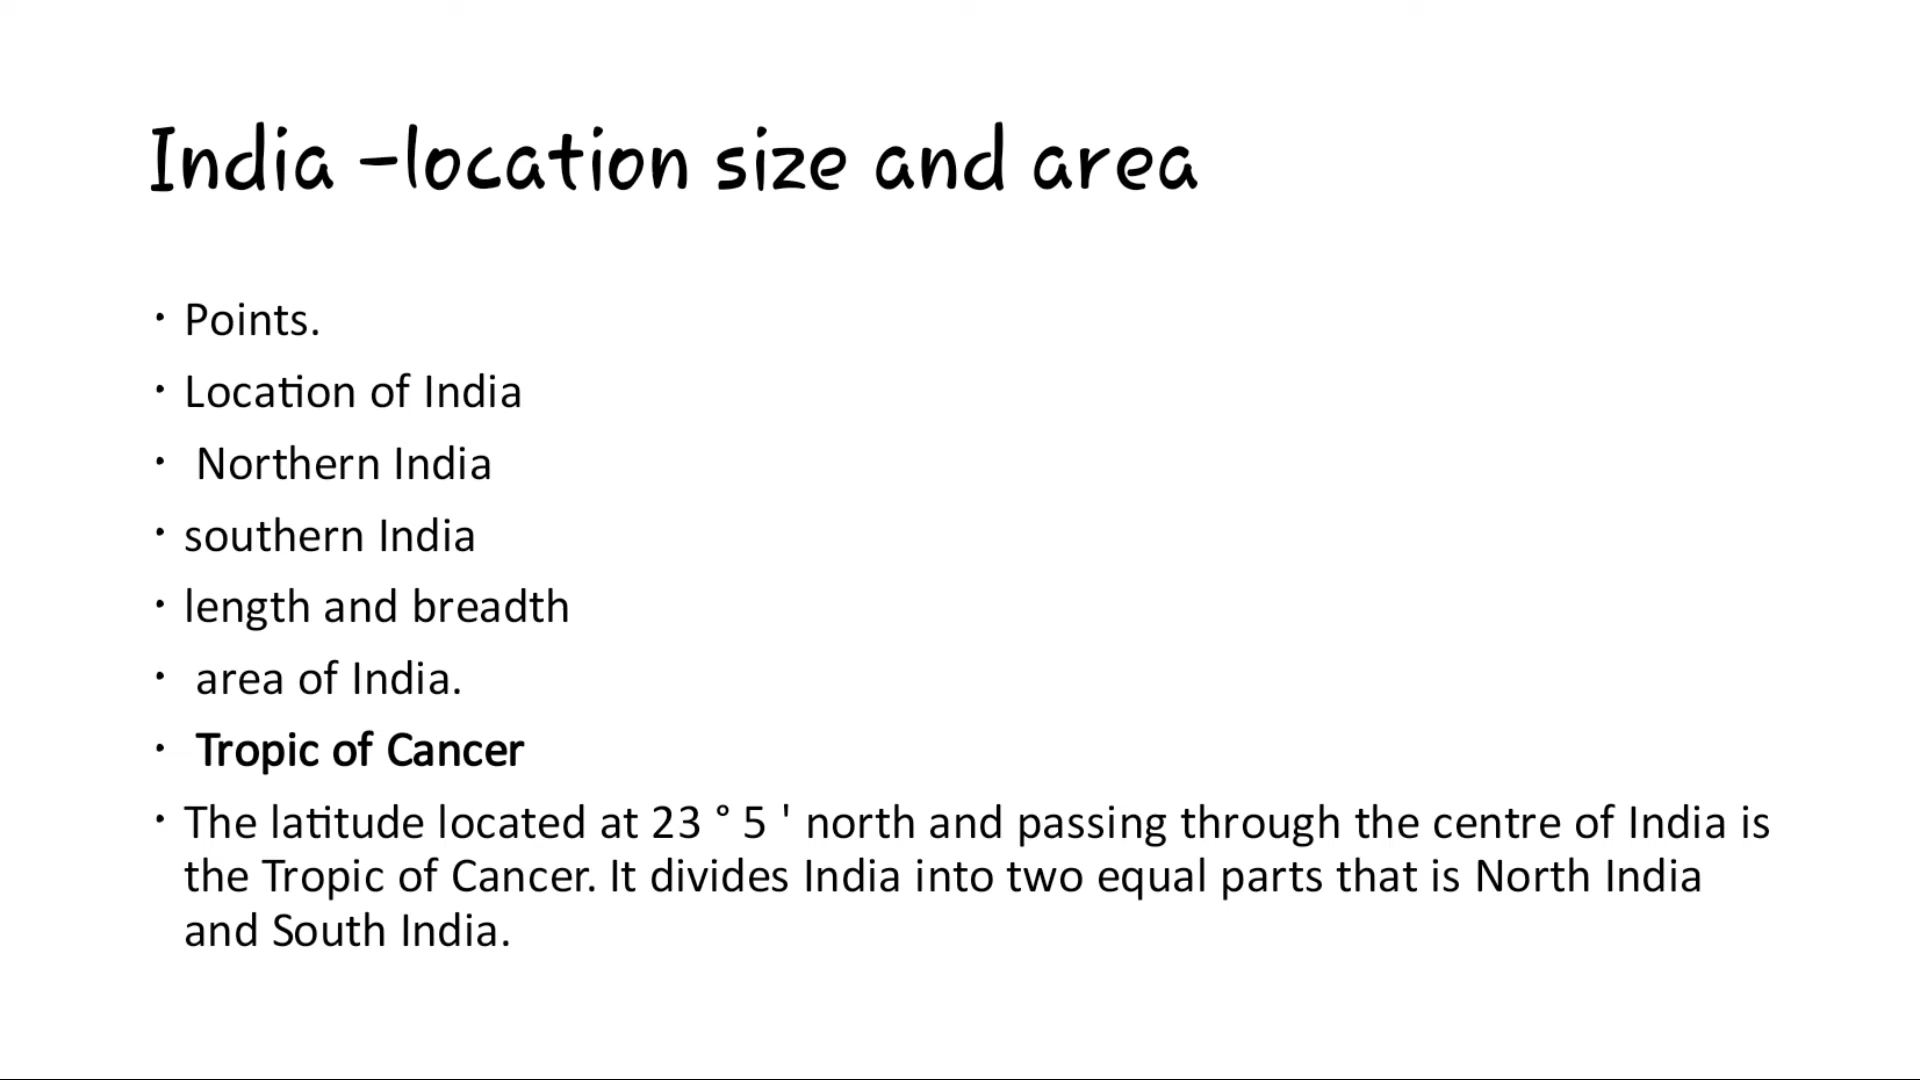 India -location size and area
• Points.
• Location of India
• Northern India
• southern India
• length and breadth
• area of India.
• Tropic of Cancer
• The latitude located at 23 ° 5 ' north and passing through the centre of India is
the Tropic of Cancer. It divides India into two equal parts that is North India
and South India.